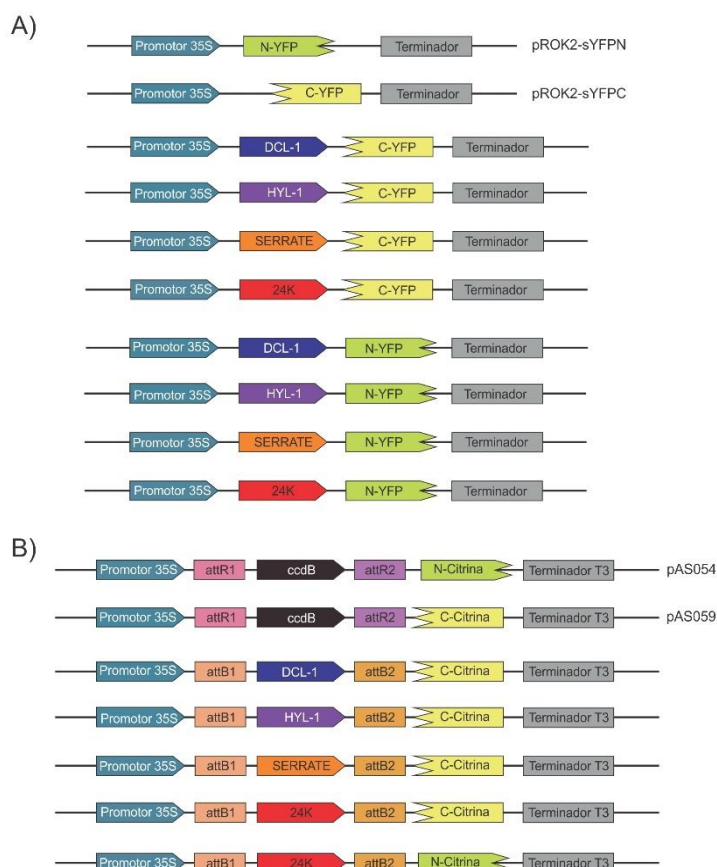 A)
Promotor 35S N-YFP Terminador pROK2-sYFPN
Promotor 35S C-YFP Terminador pROK2-sYFPC
Promotor 35S DCL-1 C-YFP Terminador
Promotor 35S HYL-1 C-YFP Terminador
Promotor 35S SERRATE C-YFP Terminador
Promotor 35S 24K C-YFP Terminador
Promotor 35S DCL-1 N-YFP Terminador
Promotor 35S HYL-1 N-YFP Terminador
Promotor 35S SERRATE N-YFP Terminador
Promotor 35S 24K N-YFP Terminador
B)
Promotor 35S attR1 ccdB attR2 N-Citrina Terminador T3 pAS054
Promotor 35S attR1 ccdB attR2 C-Citrina Terminador T3 pAS059
Promotor 35S attB1 DCL-1 attB2 C-Citrina Terminador T3
Promotor 35S attB1 HYL-1 attB2 C-Citrina Terminador T3
Promotor 35S attB1 SERRATE attB2 C-Citrina Terminador T3
Promotor 35S attB1 24K attB2 C-Citrina Terminador T3
Promotor 35S attB1 24K attB2 N-Citrina Terminador T3